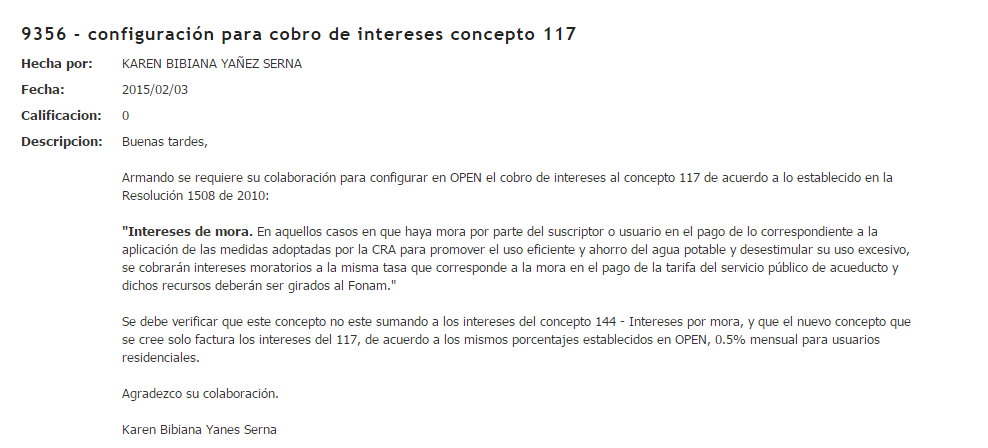 9356 - configuración para cobro de intereses concepto 117
Hecha por: KAREN BIBIANA YAÑEZ SERNA
Fecha: 2015/02/03
Calificacion: 0
Descripcion: Buenas tardes,
Armando se requiere su colaboración para configurar en OPEN el cobro de intereses al concepto 117 de acuerdo a lo establecido en la
Resolución 1508 de 2010:
"Intereses de mora. En aquellos casos en que haya mora por parte del suscriptor o usuario en el pago de lo correspondiente a la
aplicación de las medidas adoptadas por la CRA para promover el uso eficiente y ahorro del agua potable y desestimular su uso excesivo,
se cobrarán intereses moratorios a la misma tasa que corresponde a la mora en el pago de la tarifa del servicio público de acueducto y
dichos recursos deberán ser girados al Fonam."
Se debe verificar que este concepto no este sumando a los intereses del concepto 144 - Intereses por mora, y que el nuevo concepto que
se cree solo factura los intereses del 117, de acuerdo a los mismos porcentajes establecidos en OPEN, 0.5% mensual para usuarios
residenciales.
Agradezco su colaboración.
Karen Bibiana Yanes Serna